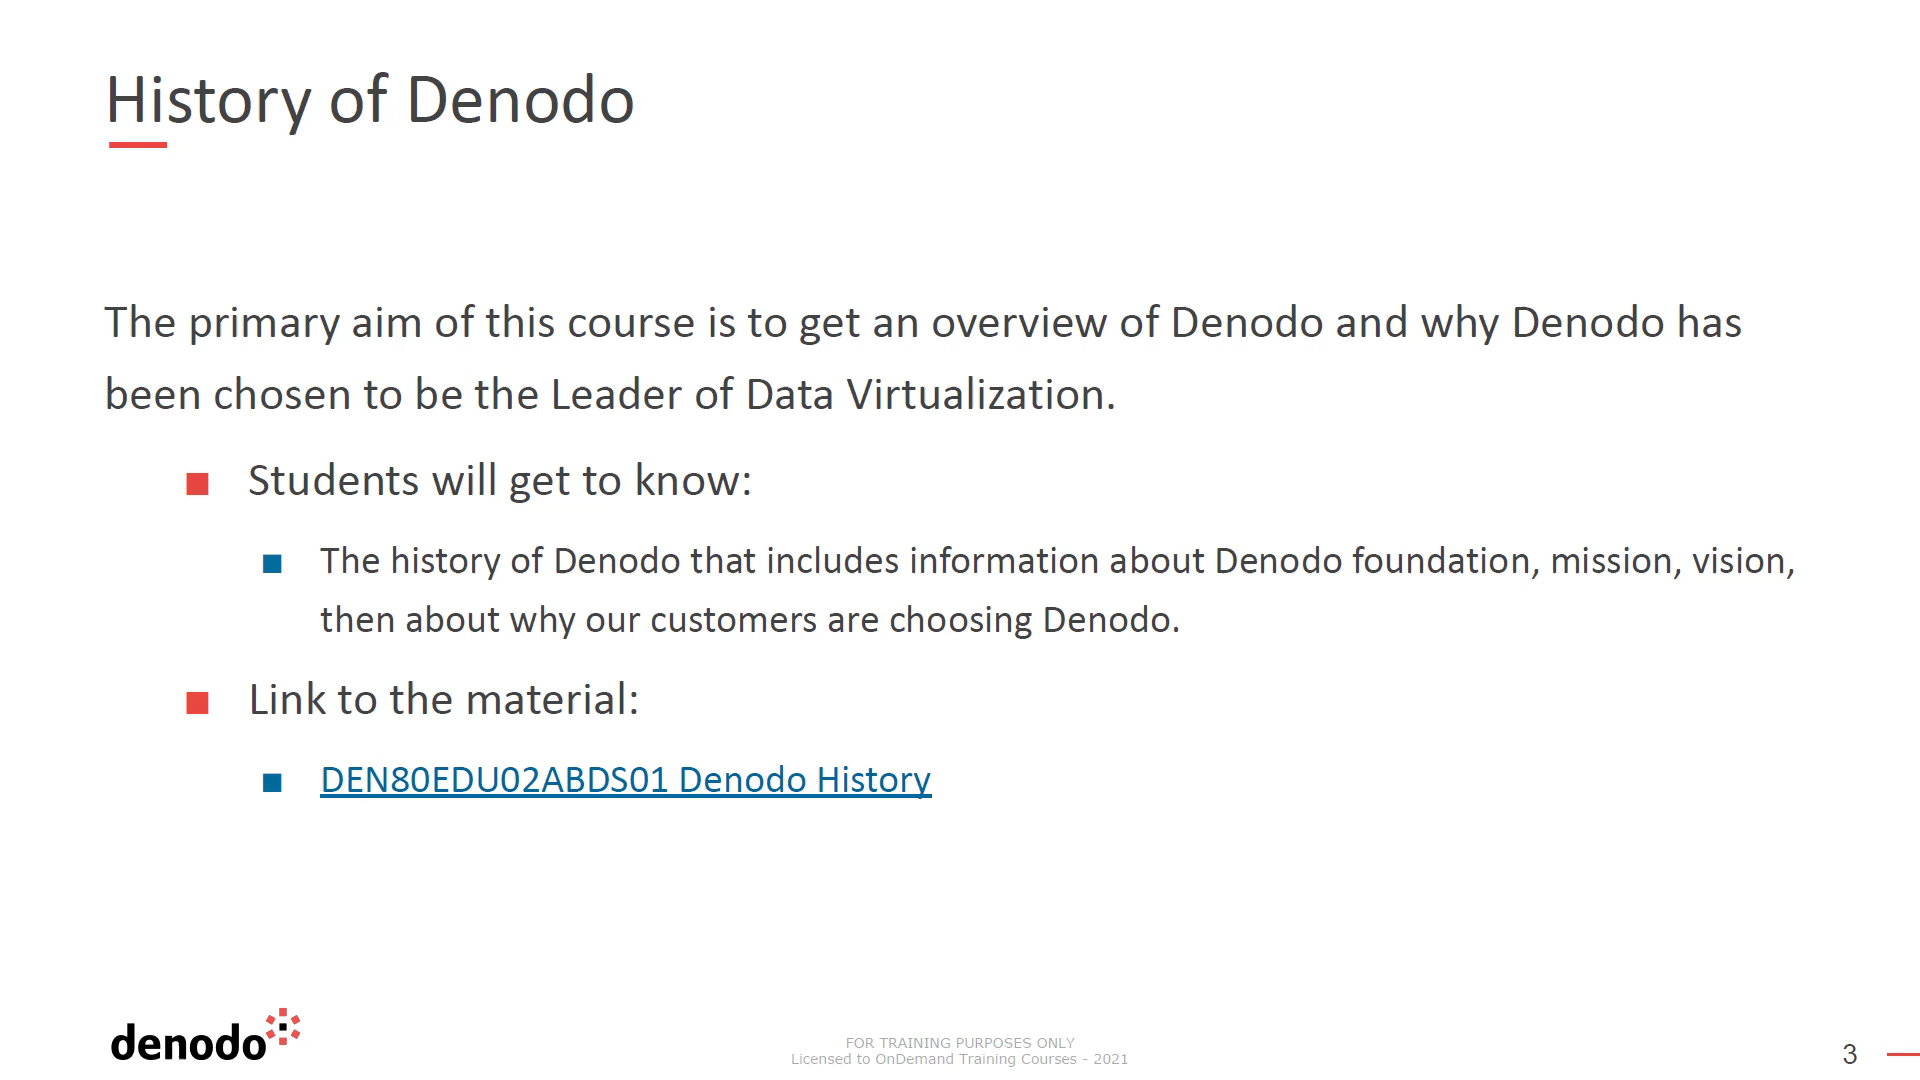 History of Denodo
The primary aim of this course is to get an overview of Denodo and why Denodo has
been chosen to be the Leader of Data Virtualization.
Students will get to know:
The history of Denodo that includes information about Denodo foundation, mission, vision,
then about why our customers are choosing Denodo.
Link to the material:
DEN80EDU02ABDS01 Denodo History
denodo
FOR TRAINING PURPOSES ONLY
Licensed to OnDemand Training Courses - 2021
3